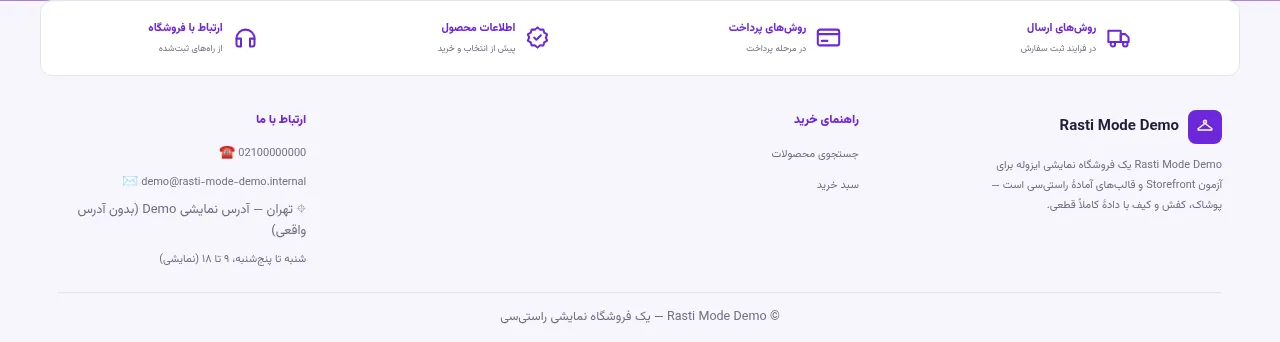 روش‌های ارسال
در فرایند ثبت سفارش
روش‌های پرداخت
در مرحله پرداخت
اطلاعات محصول
پیش از انتخاب و خرید
ارتباط با فروشگاه
از راه‌های ثبت‌شده
Rasti Mode Demo
Rasti Mode Demo یک فروشگاه نمایشی ایزوله برای
آزمون Storefront و قالب‌های آمادهٔ راستی‌سی است —
پوشاک، کفش و کیف با دادهٔ کاملاً قطعی.
راهنمای خرید
جستجوی محصولات
سبد خرید
ارتباط با ما
☎️ 02100000000
✉️ demo@rasti-mode-demo.internal
⌖ تهران — آدرس نمایشی Demo (بدون آدرس
واقعی)
شنبه تا پنج‌شنبه، ۹ تا ۱۸ (نمایشی)
© Rasti Mode Demo — یک فروشگاه نمایشی راستی‌سی